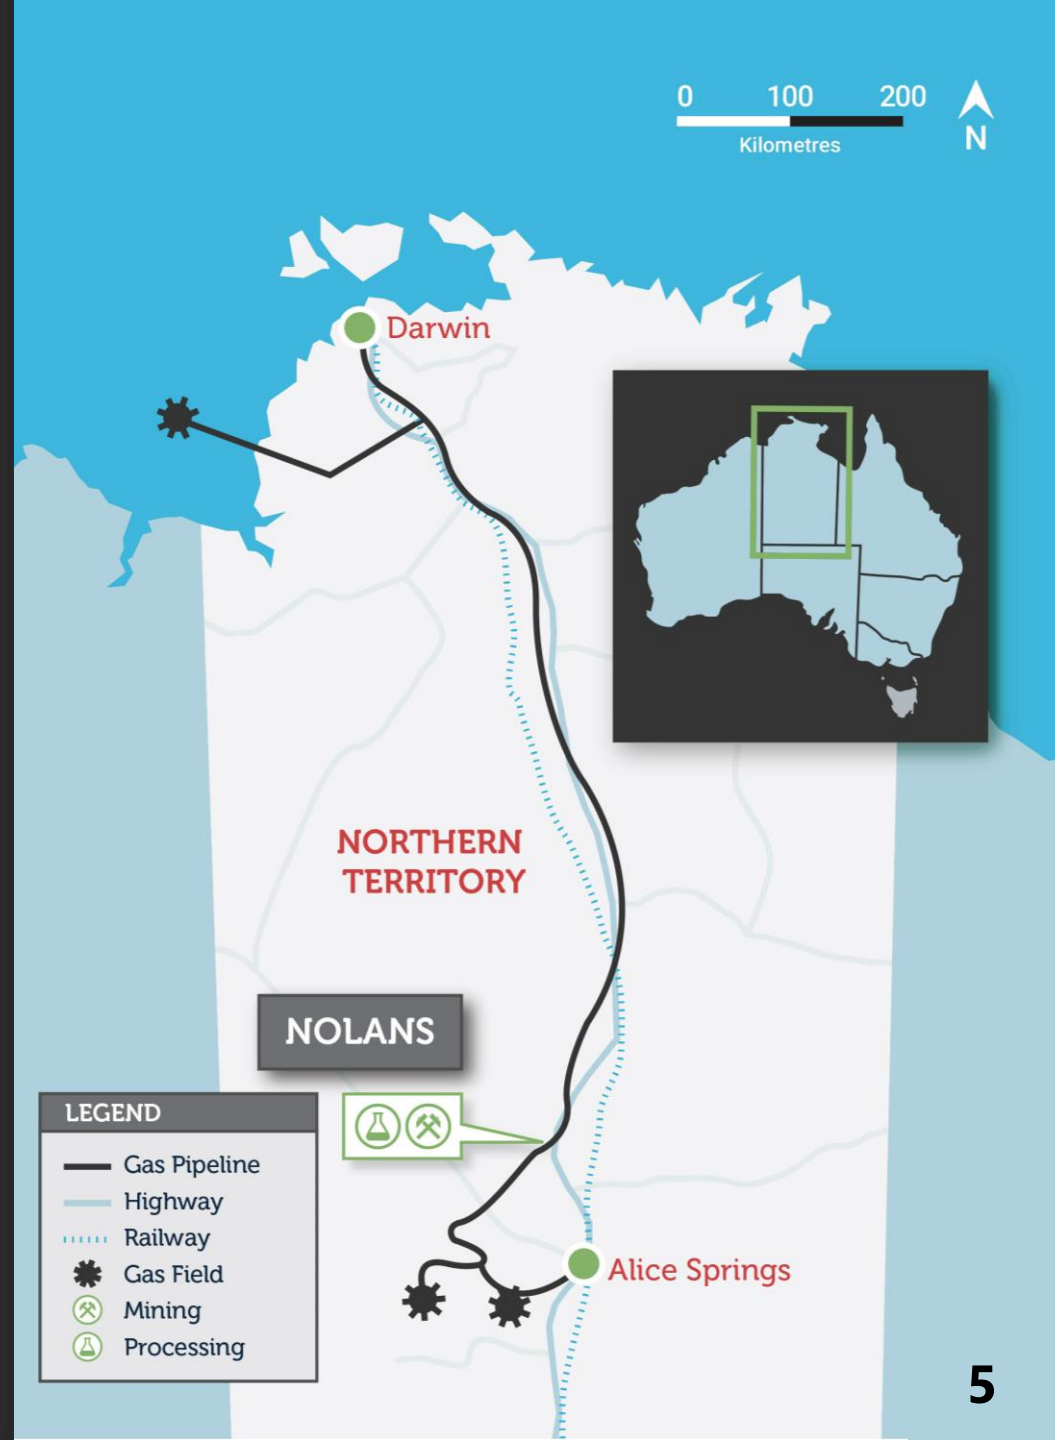 0 100 200
Kilometres
N
Darwin
NORTHERN
TERRITORY
NOLANS
LEGEND
Gas Pipeline
Highway
Railway
Gas Field
Mining
Processing
Alice Springs
5